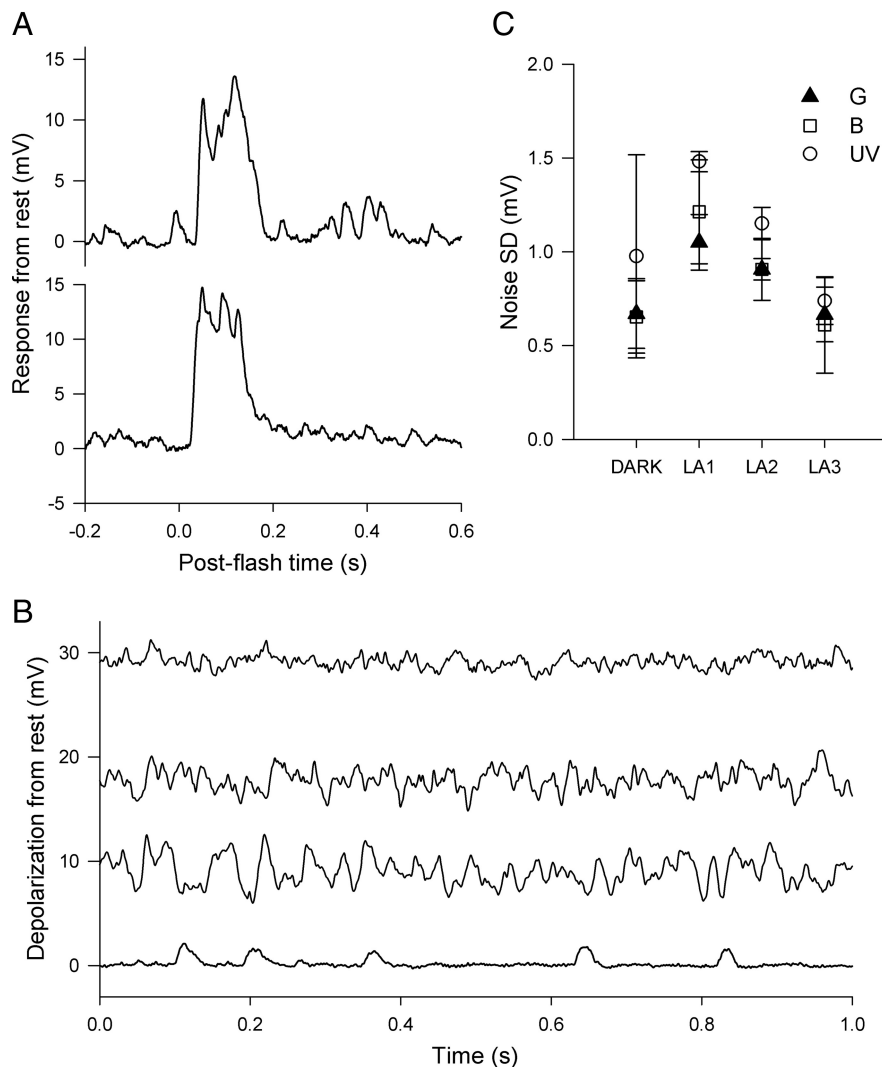 A
Response from rest (mV)
15
10
5
0
15
10
5
0
-5
-0.2 0.0 0.2 0.4 0.6
Post-flash time (s)
C
Noise SD (mV)
2.0
1.5
1.0
0.5
0.0
G
B
UV
DARK LA1 LA2 LA3
B
Depolarization from rest (mV)
30
20
10
0
0.0 0.2 0.4 0.6 0.8 1.0
Time (s)